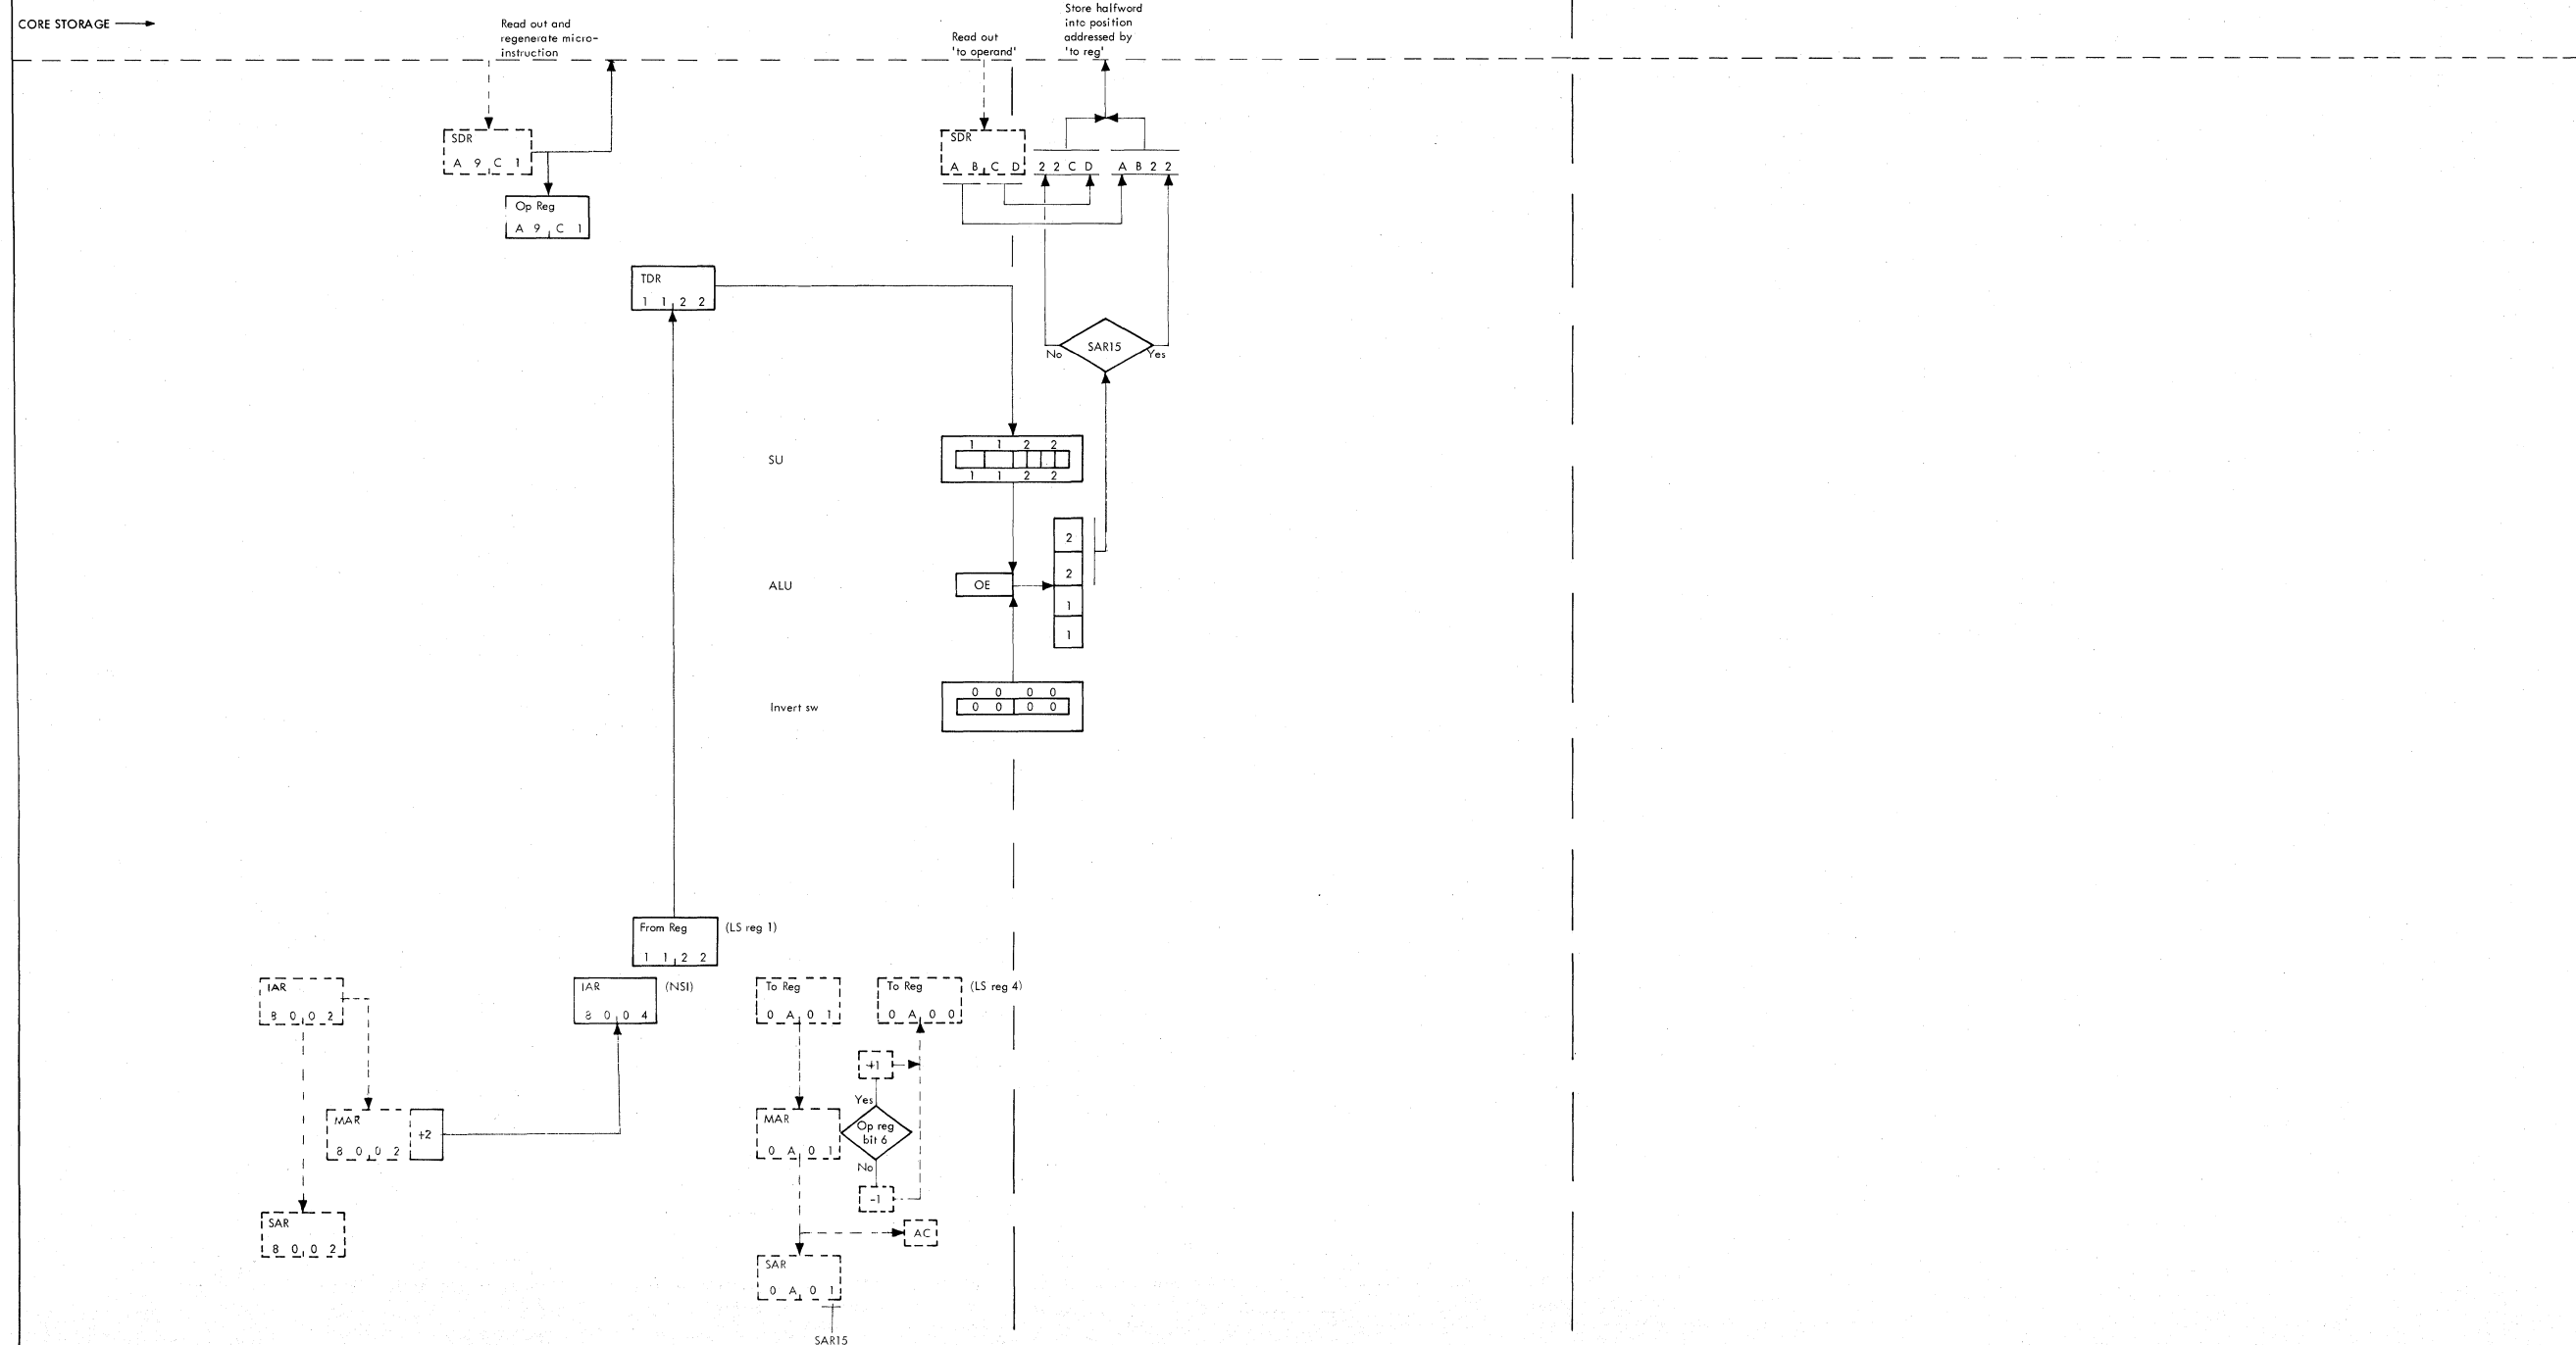 CORE STORAGE
Read out and
regenerate micro-
instruction
Read out
'to operand'
Store halfword
into position
addressed by
'to reg'
SDR
A 9 C 1
Op Reg
A 9 C 1
SDR
A B C D
2 2 C D
A B 2 2
TDR
1 1 2 2
SAR15
No
Yes
SU
1 1 2 2
1 1 2 2
ALU
OE
2
2
1
1
Invert sw
0 0 0 0
0 0 0 0
From Reg
1 1 2 2
(LS reg 1)
IAR
8 0 0 2
IAR
8 0 0 4
(NSI)
To Reg
0 A 0 1
To Reg
0 A 0 0
(LS reg 4)
+1
Yes
MAR
8 0 0 2
+2
MAR
0 A 0 1
Op reg
bit 6
No
-1
SAR
8 0 0 2
AC
SAR
0 A 0 1
SAR15